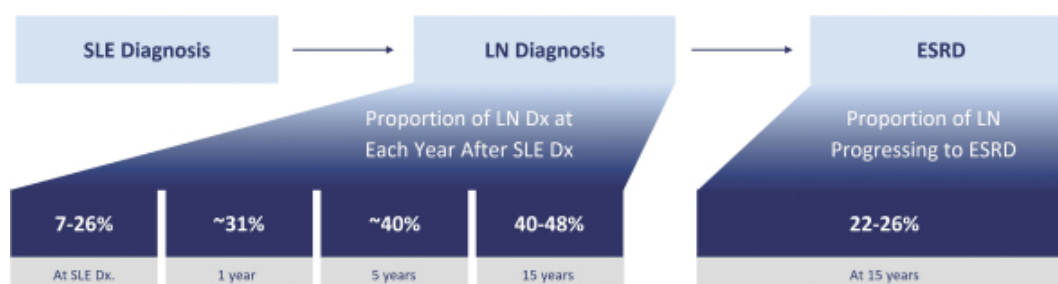 SLE Diagnosis
LN Diagnosis
ESRD
Proportion of LN Dx at
Each Year After SLE Dx
Proportion of LN
Progressing to ESRD
7-26%
~31%
~40%
40-48%
22-26%
At SLE Dx.
1 year
5 years
15 years
At 15 years